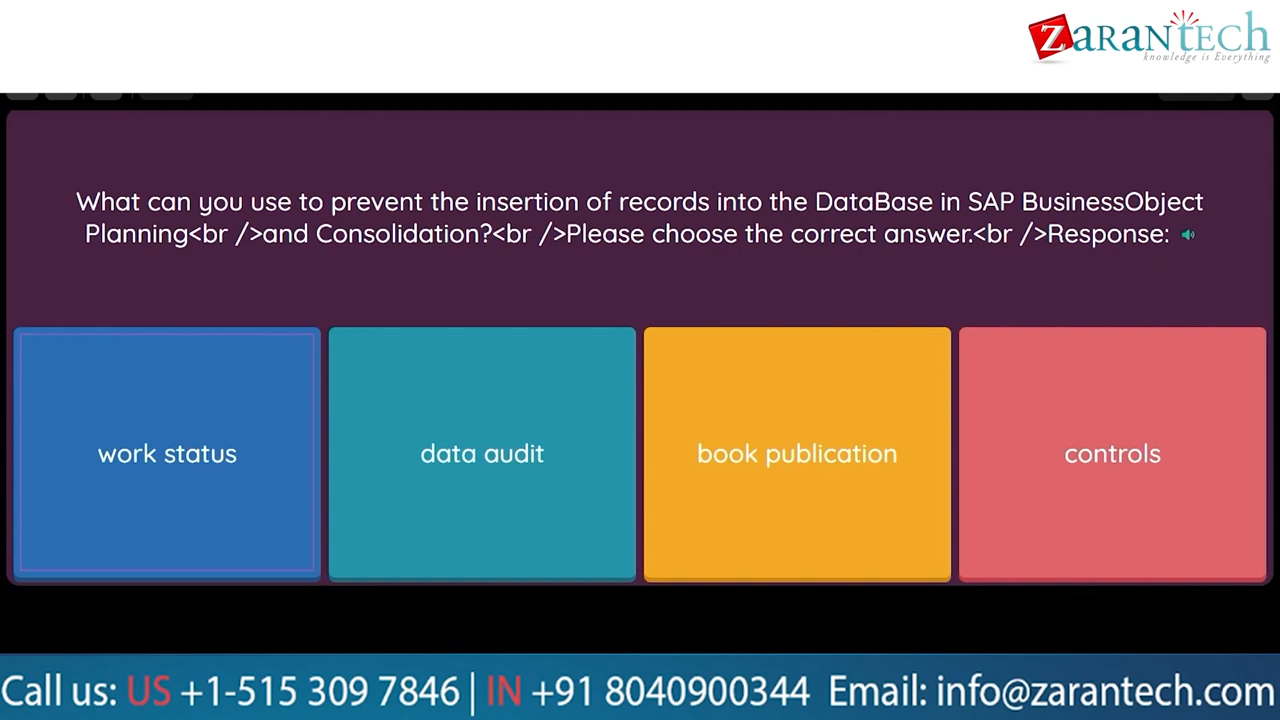 ZARANTECH
knowledge is Everything
What can you use to prevent the insertion of records into the DataBase in SAP BusinessObject
Planning<br />and Consolidation?<br />Please choose the correct answer.<br />Response:
work status
data audit
book publication
controls
Call us: US +1-515 309 7846 | IN +91 8040900344 Email: info@zarantech.com